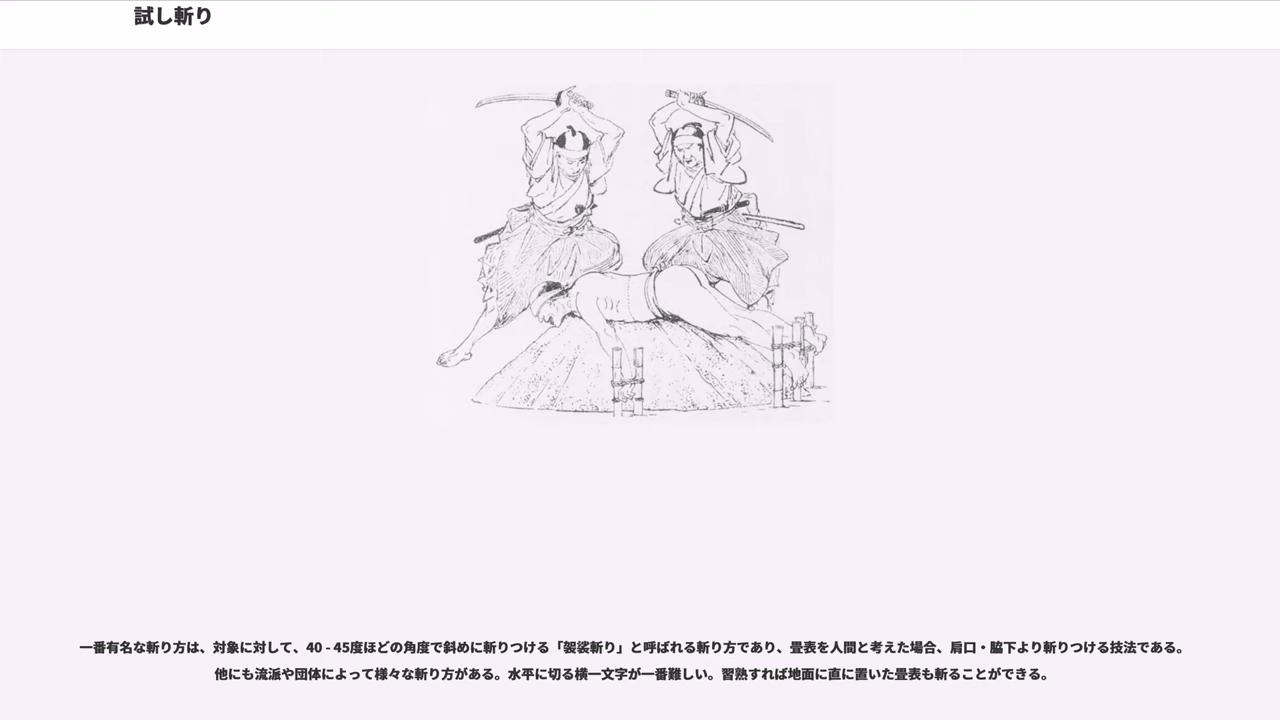 試し斬り
一番有名な斬り方は、対象に対して、40 - 45度ほどの角度で斜めに斬りつける「袈裟斬り」と呼ばれる斬り方であり、畳表を人間と考えた場合、肩口・脇下より斬りつける技法である。
他にも流派や団体によって様々な斬り方がある。水平に切る横一文字が一番難しい。習熟すれば地面に直に置いた畳表も斬ることができる。